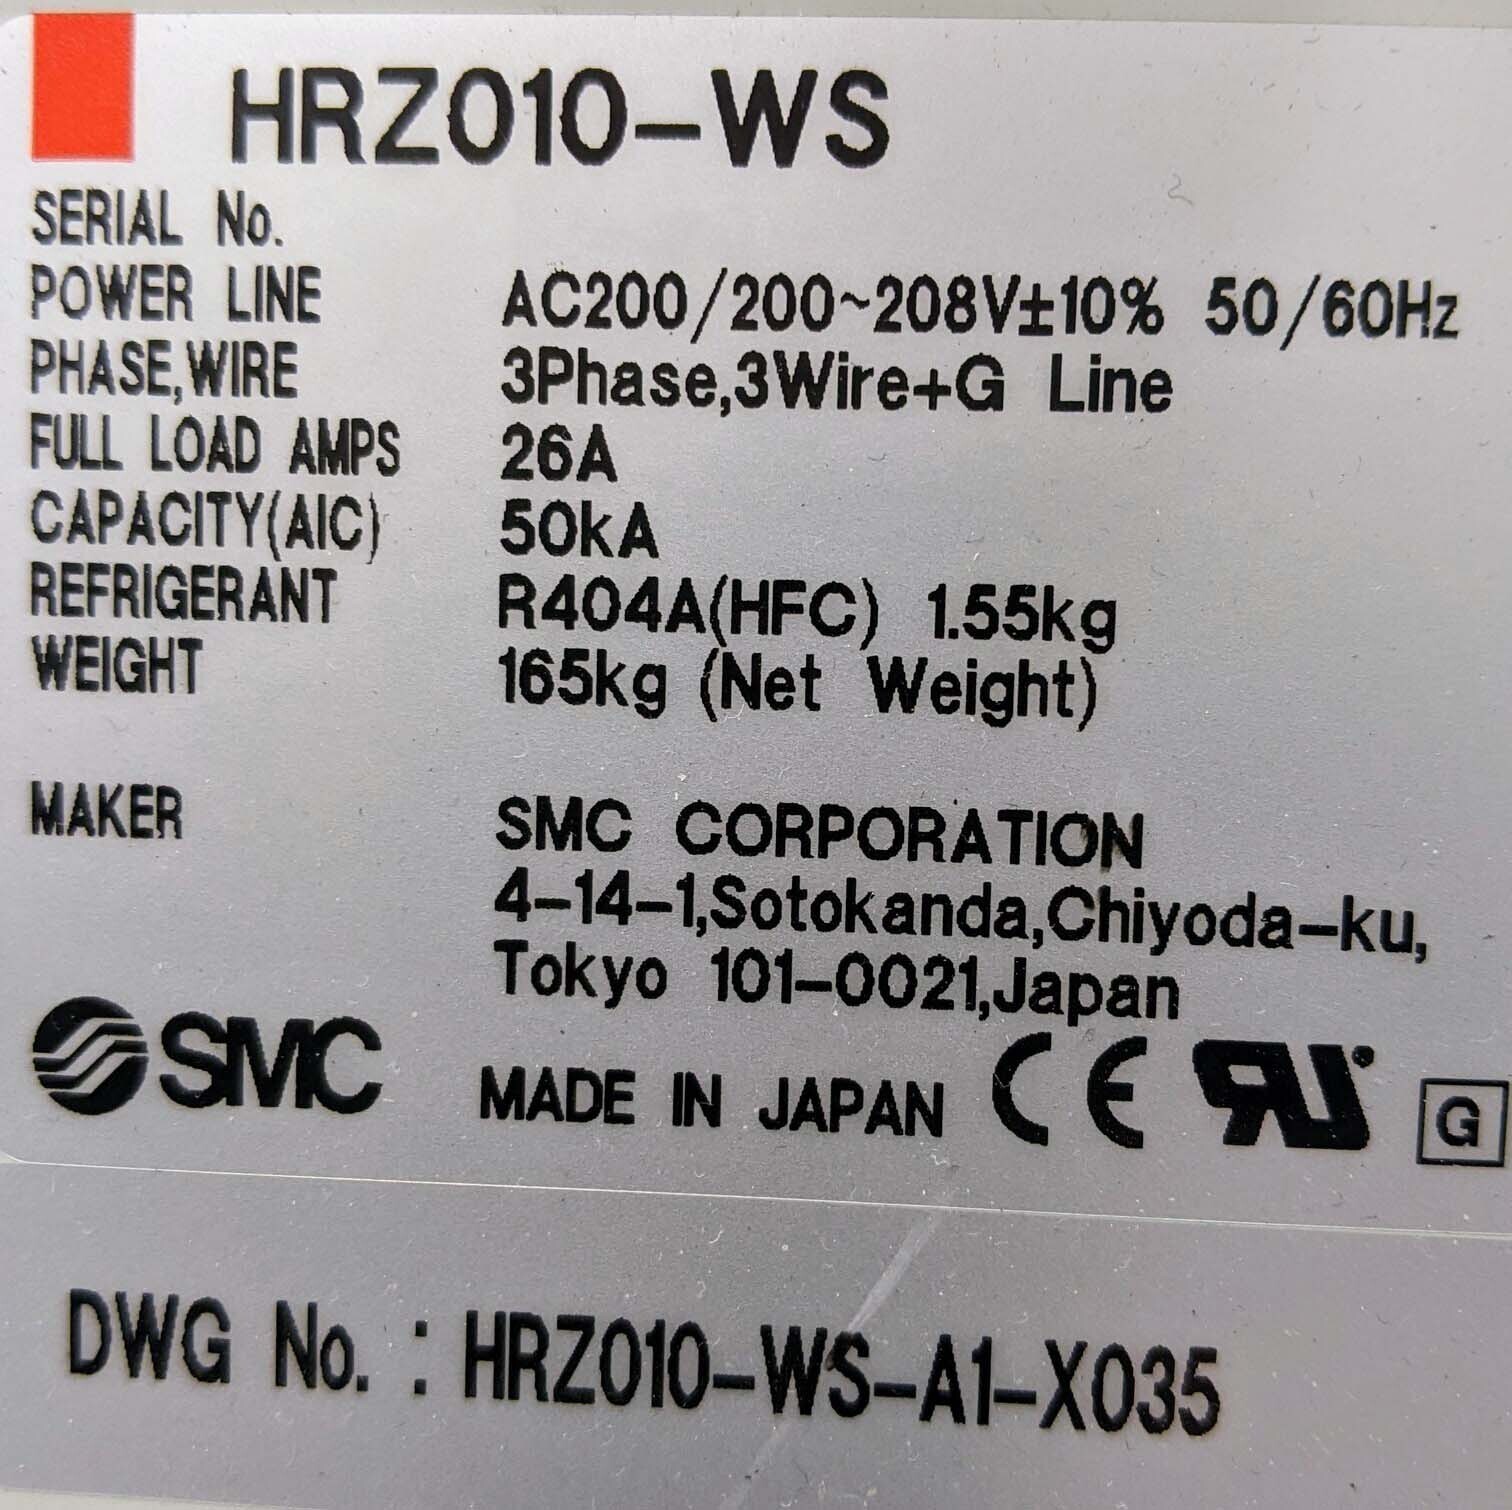 HRZ010-WS
SERIAL No.
POWER LINE AC200/200~208V±10% 50/60Hz
PHASE,WIRE 3Phase,3Wire+G Line
FULL LOAD AMPS 26A
CAPACITY(AIC) 50kA
REFRIGERANT R404A(HFC) 1.55kg
WEIGHT 165kg (Net Weight)
MAKER SMC CORPORATION
4-14-1,Sotokanda,Chiyoda-ku,
Tokyo 101-0021,Japan
SMC MADE IN JAPAN CE RU G
DWG No. : HRZ010-WS-A1-X035